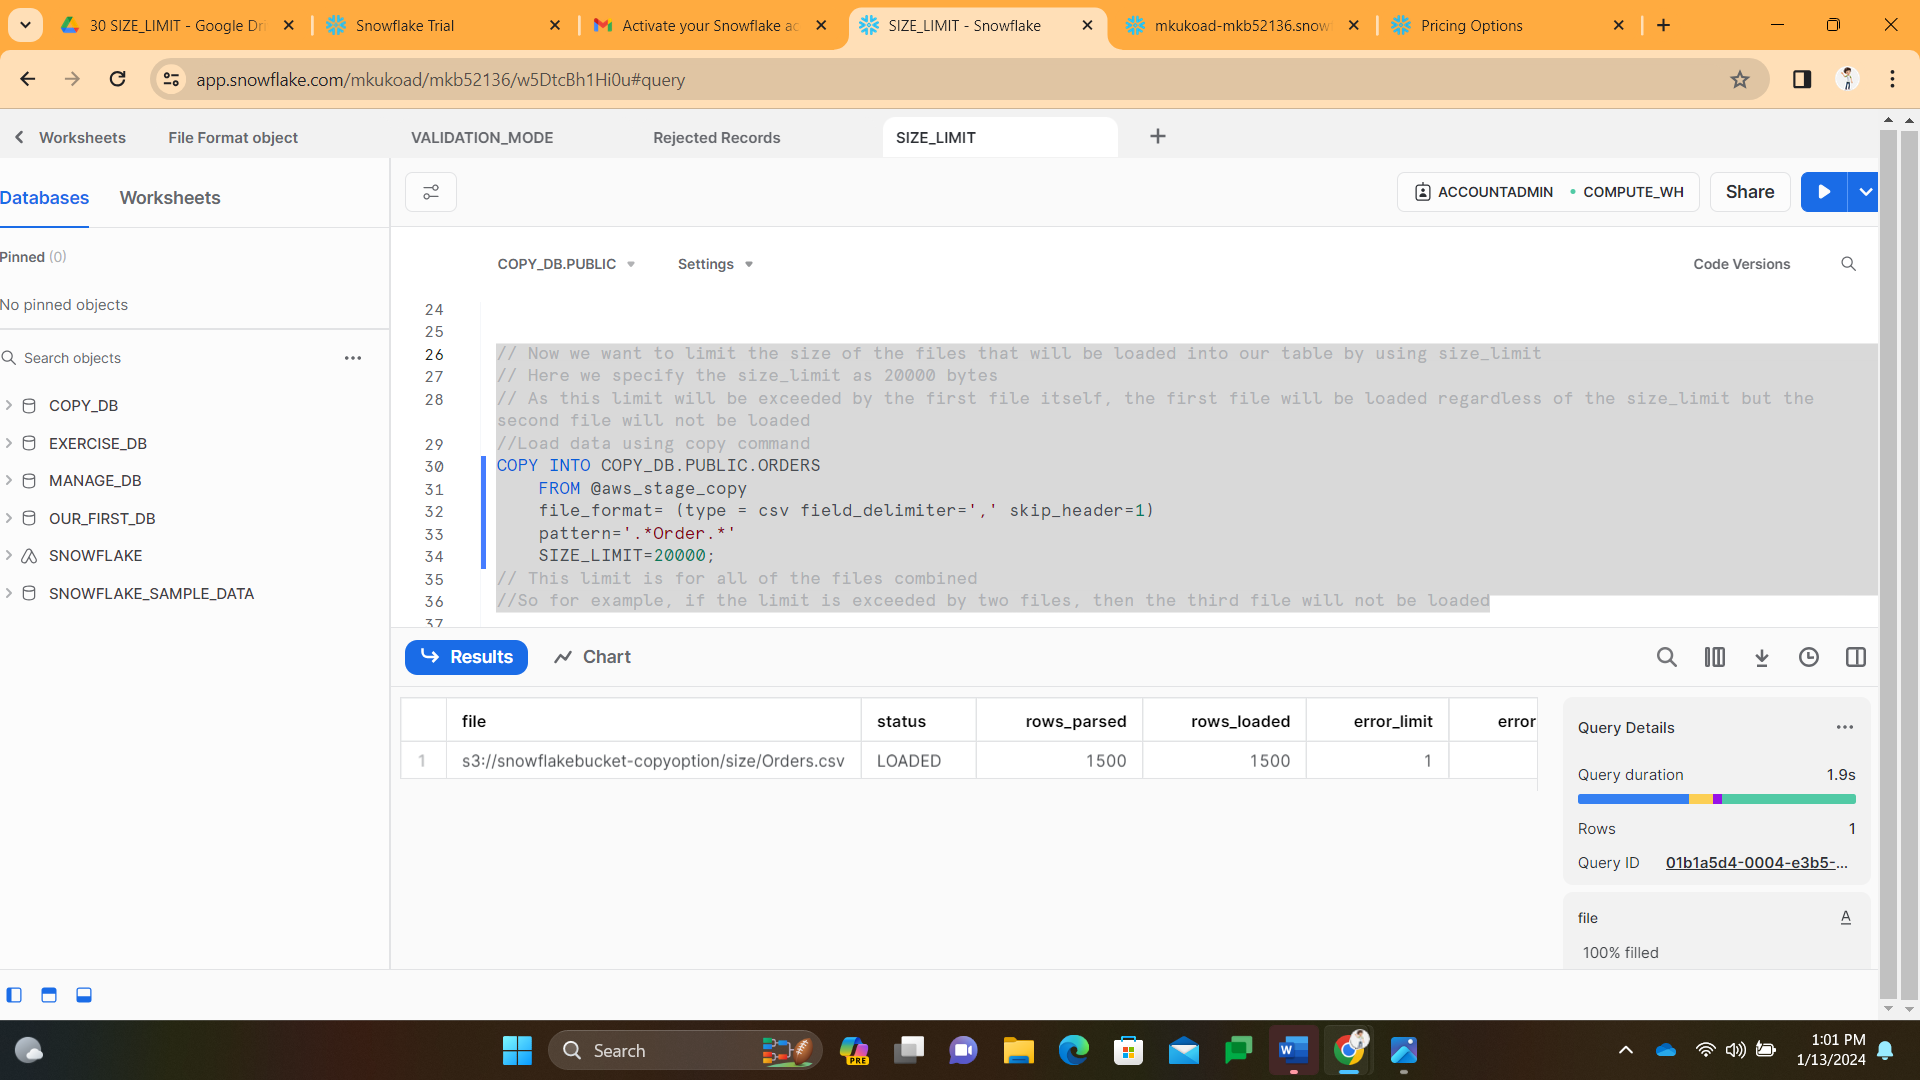 30 SIZE_LIMIT - Google Dri
Snowflake Trial
Activate your Snowflake ac
SIZE_LIMIT - Snowflake
mkukoad-mkb52136.snowf
Pricing Options
app.snowflake.com/mkukoad/mkb52136/w5DtcBh1Hi0u#query
Worksheets
File Format object
VALIDATION_MODE
Rejected Records
SIZE_LIMIT
Databases
Worksheets
ACCOUNTADMIN
COMPUTE_WH
Share
Pinned (0)
No pinned objects
Search objects
COPY_DB
EXERCISE_DB
MANAGE_DB
OUR_FIRST_DB
SNOWFLAKE
SNOWFLAKE_SAMPLE_DATA
COPY_DB.PUBLIC
Settings
Code Versions
24
25
26 // Now we want to limit the size of the files that will be loaded into our table by using size_limit
27 // Here we specify the size_limit as 20000 bytes
28 // As this limit will be exceeded by the first file itself, the first file will be loaded regardless of the size_limit but the
second file will not be loaded
29 //Load data using copy command
30 COPY INTO COPY_DB.PUBLIC.ORDERS
31 FROM @aws_stage_copy
32 file_format= (type = csv field_delimiter=',' skip_header=1)
33 pattern='.*Order.*'
34 SIZE_LIMIT=20000;
35 // This limit is for all of the files combined
36 //So for example, if the limit is exceeded by two files, then the third file will not be loaded
37
Results
Chart
file status rows_parsed rows_loaded error_limit error
1 s3://snowflakebucket-copyoption/size/Orders.csv LOADED 1500 1500 1
Query Details
Query duration 1.9s
Rows 1
Query ID 01b1a5d4-0004-e3b5-...
file A
100% filled
Search
PRE
W
1:01 PM
1/13/2024